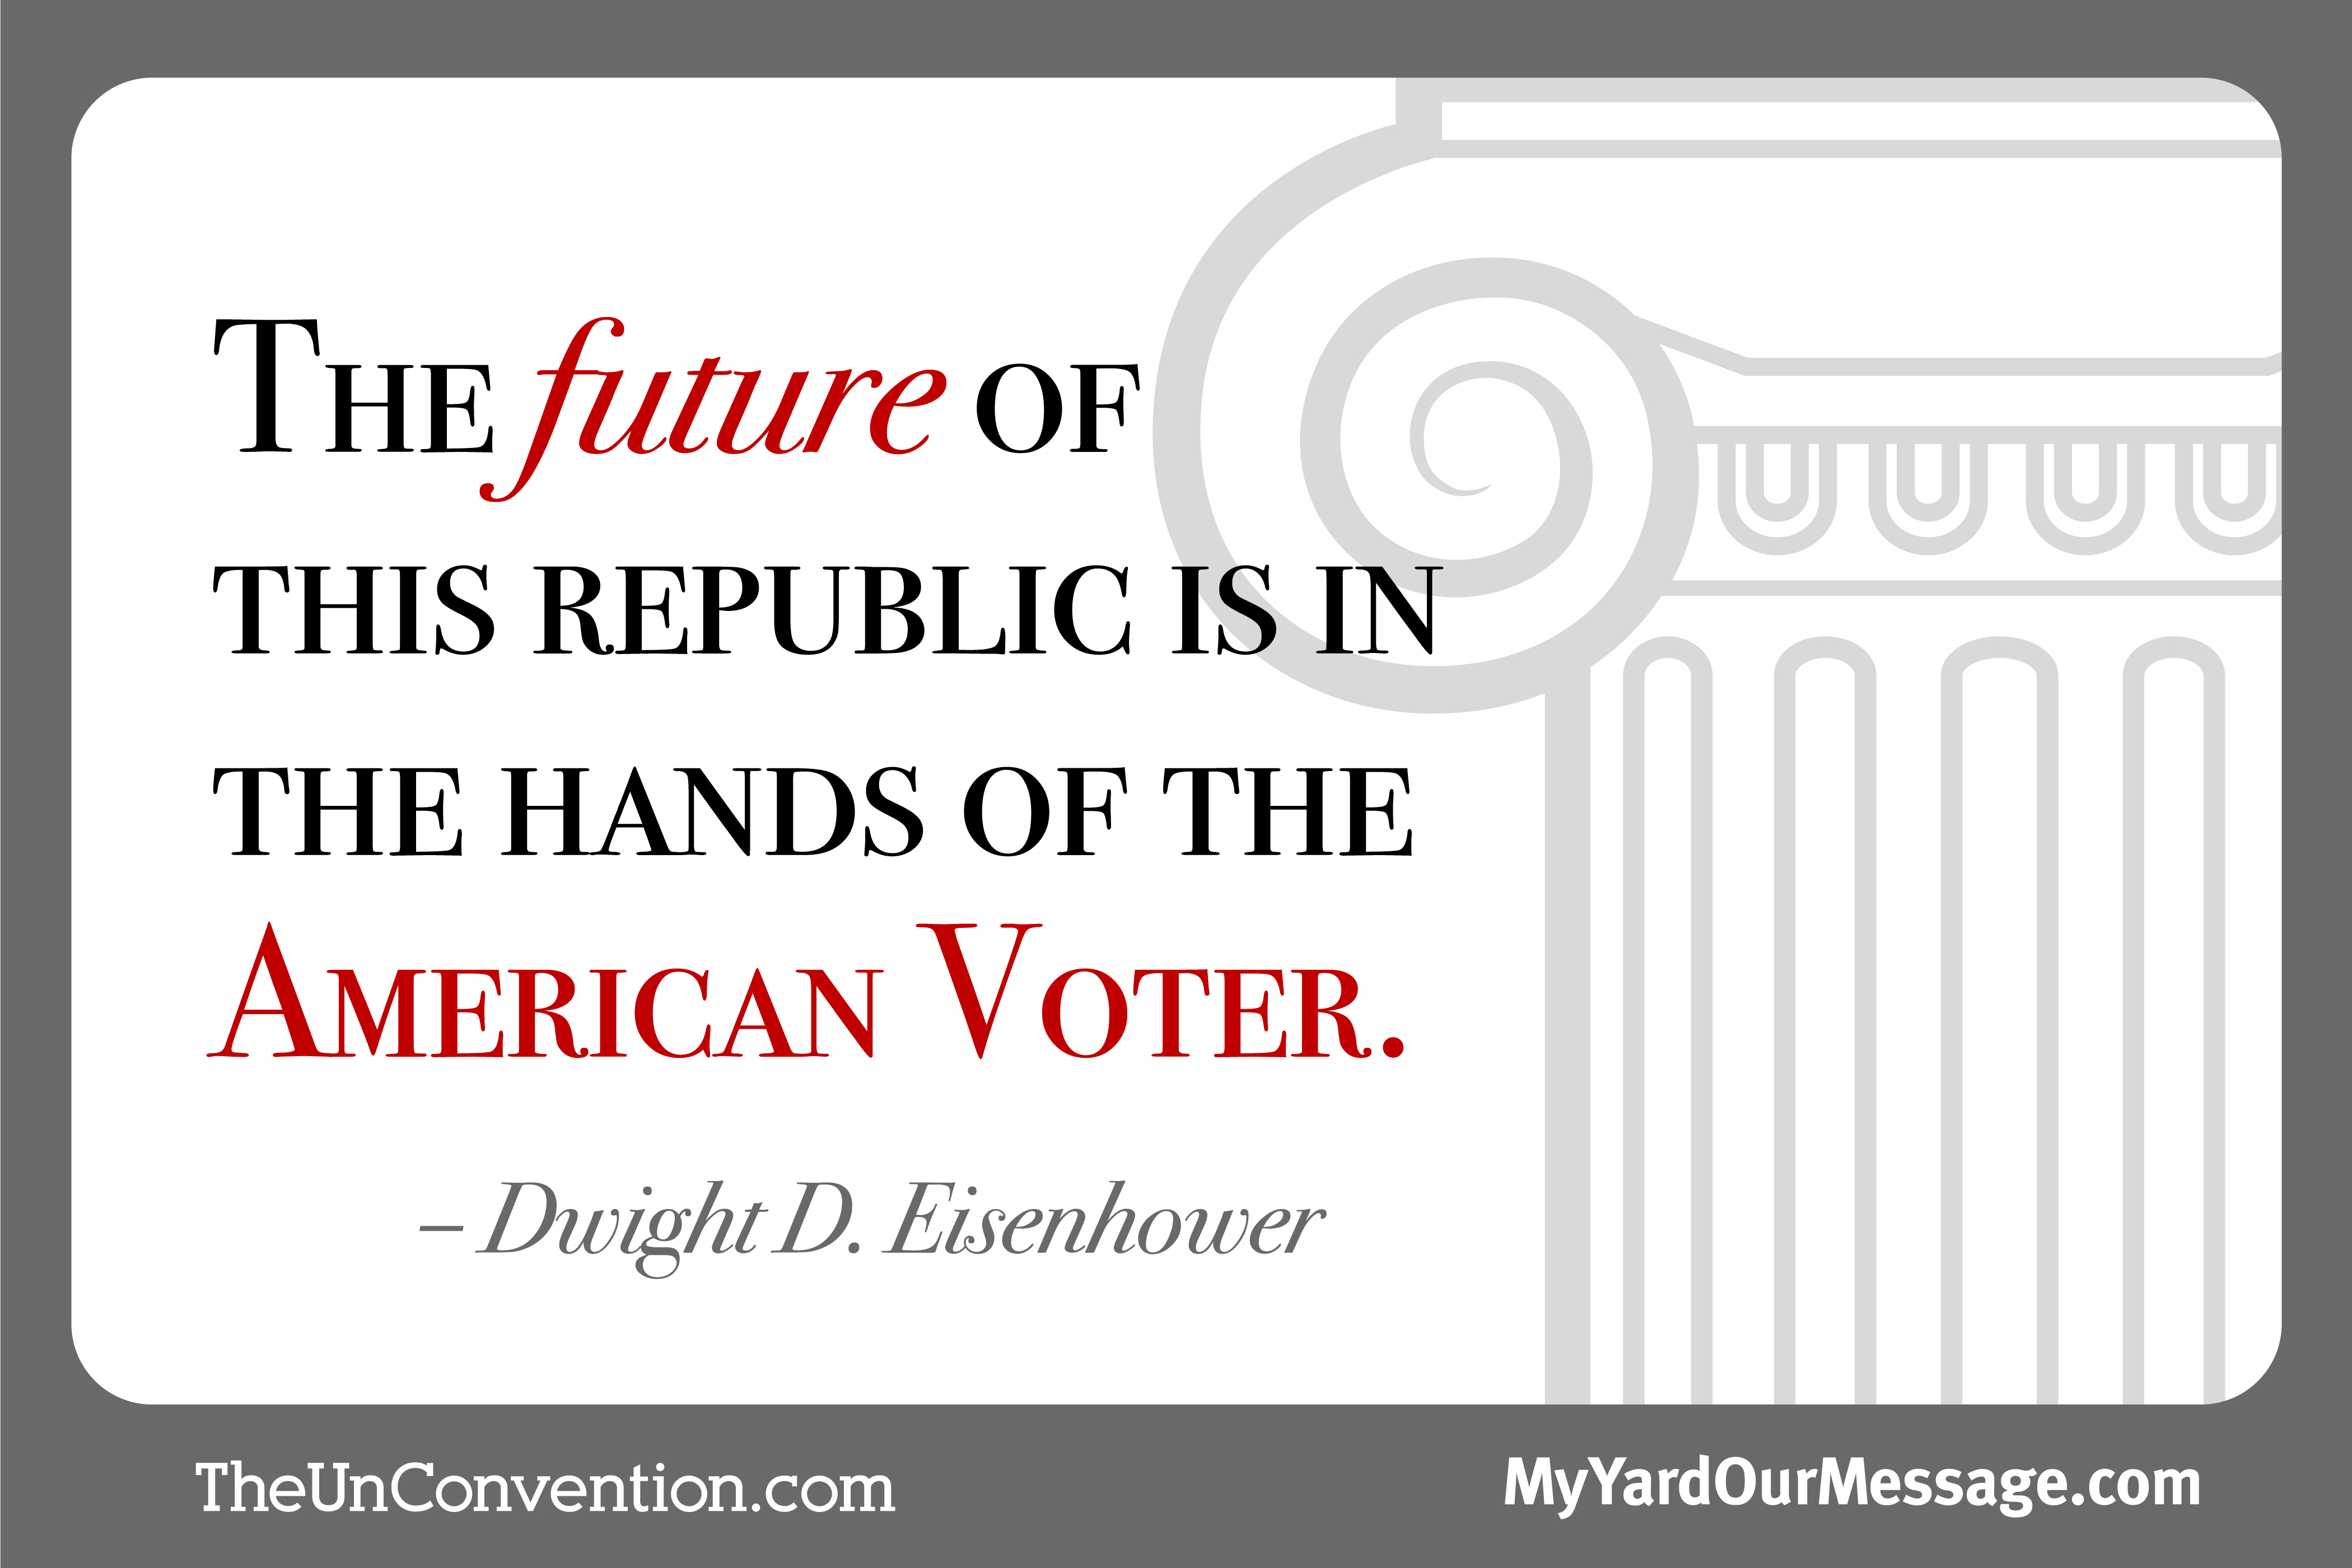 The future of
this republic is in
the hands of the
American Voter.
– Dwight D. Eisenhower
TheUnConvention.com
MyYardOurMessage.com